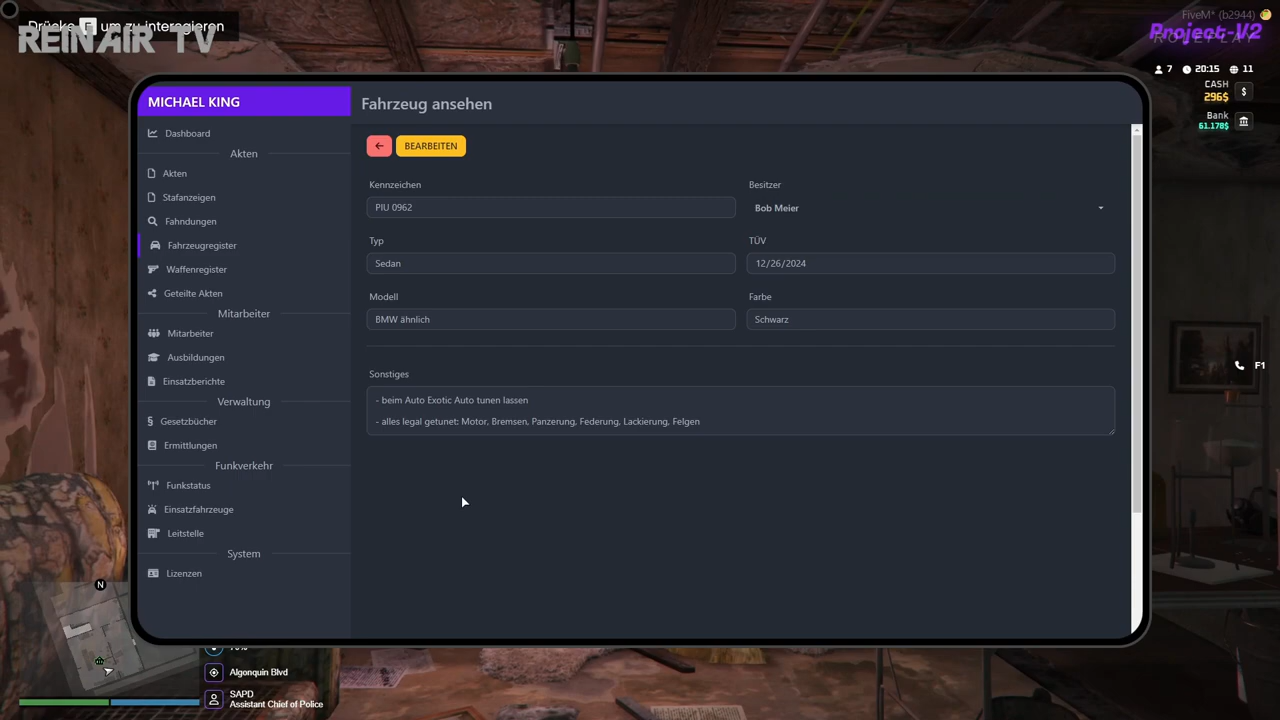 Drücke E um zu interagieren
REINAIR TV
FiveM* (b2944)
Project-V2
ROLEPLAY
7 20:15 11
CASH
296$
Bank
61.178$
MICHAEL KING
Fahrzeug ansehen
Dashboard
Akten
Akten
Stafanzeigen
Fahndungen
Fahrzeugregister
Waffenregister
Geteilte Akten
Mitarbeiter
Mitarbeiter
Ausbildungen
Einsatzberichte
Verwaltung
Gesetzbücher
Ermittlungen
Funkverkehr
Funkstatus
Einsatzfahrzeuge
Leitstelle
System
Lizenzen
BEARBEITEN
Kennzeichen
PIU 0962
Besitzer
Bob Meier
Typ
Sedan
TÜV
12/26/2024
Modell
BMW ähnlich
Farbe
Schwarz
Sonstiges
- beim Auto Exotic Auto tunen lassen
- alles legal getunet: Motor, Bremsen, Panzerung, Federung, Lackierung, Felgen
F1
N
Algonquin Blvd
SAPD
Assistant Chief of Police